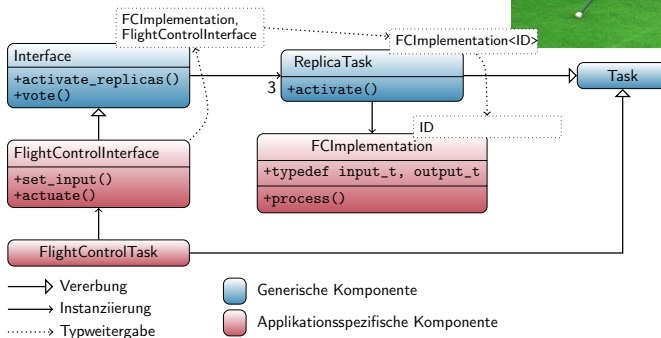 FCImplementation,
FlightControlInterface
Interface
+activate_replicas()
+vote()
3
ReplicaTask
+activate()
FCImplementation<ID>
Task
ID
FCImplementation
+typedef input_t, output_t
+process()
FlightControlInterface
+set_input()
+actuate()
FlightControlTask
Vererbung
Instanziierung
Typweitergabe
Generische Komponente
Applikationsspezifische Komponente